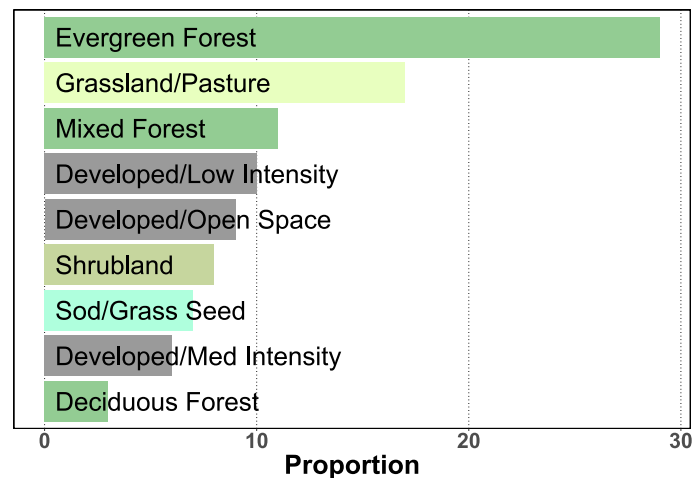 Evergreen Forest
Grassland/Pasture
Mixed Forest
Developed/Low Intensity
Developed/Open Space
Shrubland
Sod/Grass Seed
Developed/Med Intensity
Deciduous Forest
0 10 20 30
Proportion